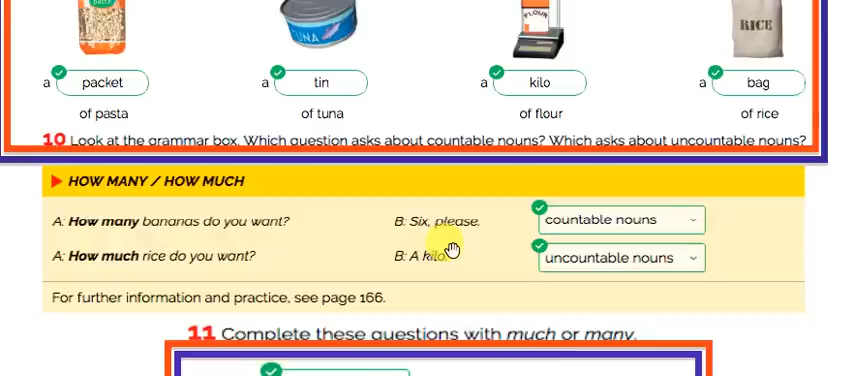 pasta
TUNA
FLOUR
RICE
a packet
a tin
a kilo
a bag
of pasta
of tuna
of flour
of rice
10 Look at the grammar box. Which question asks about countable nouns? Which asks about uncountable nouns?
HOW MANY / HOW MUCH
A: How many bananas do you want? B: Six, please. countable nouns
A: How much rice do you want? B: A kilo. uncountable nouns
For further information and practice, see page 166.
11 Complete these questions with much or many.